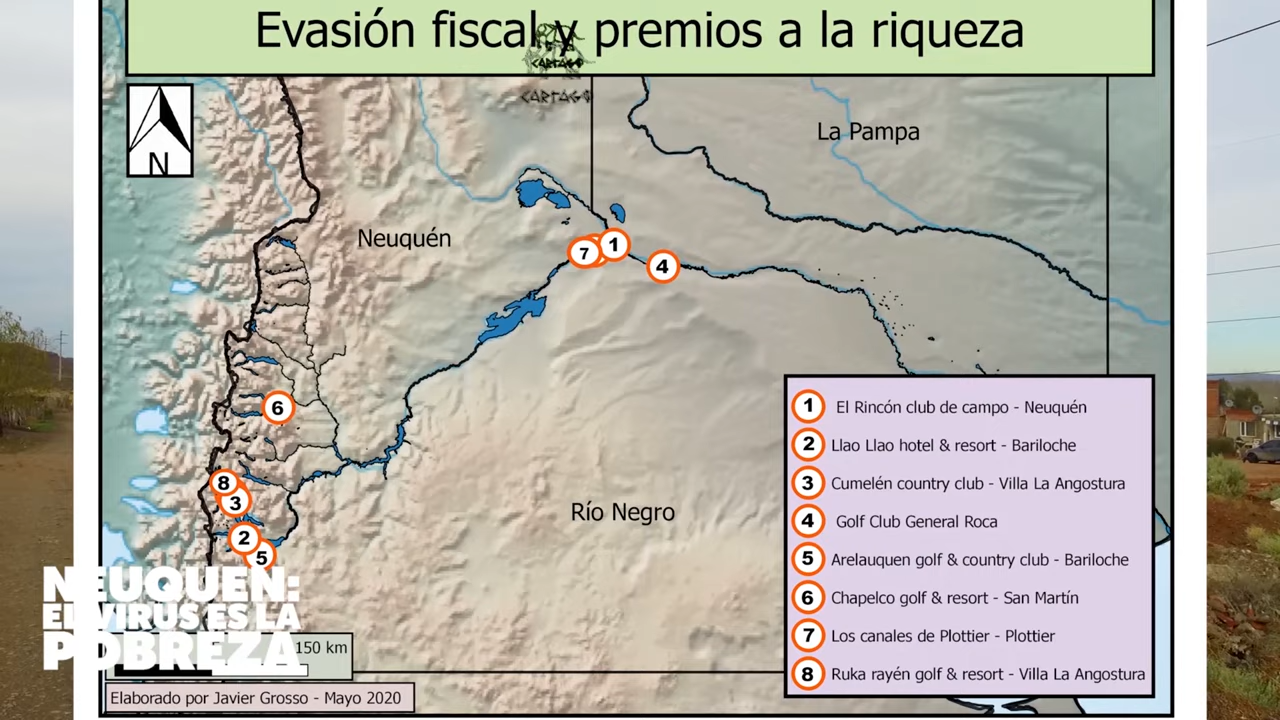 Evasión fiscal y premios a la riqueza
CARTAGO
CARTAGO
N
La Pampa
Neuquén
7
1
4
6
8
3
2
5
Río Negro
1 El Rincón club de campo - Neuquén
2 Llao Llao hotel & resort - Bariloche
3 Cumelén country club - Villa La Angostura
4 Golf Club General Roca
5 Arelauquen golf & country club - Bariloche
6 Chapelco golf & resort - San Martín
7 Los canales de Plottier - Plottier
8 Ruka rayén golf & resort - Villa La Angostura
NEUQUEN:
EL VIRUS ES LA
POBREZA
150 km
Elaborado por Javier Grosso - Mayo 2020